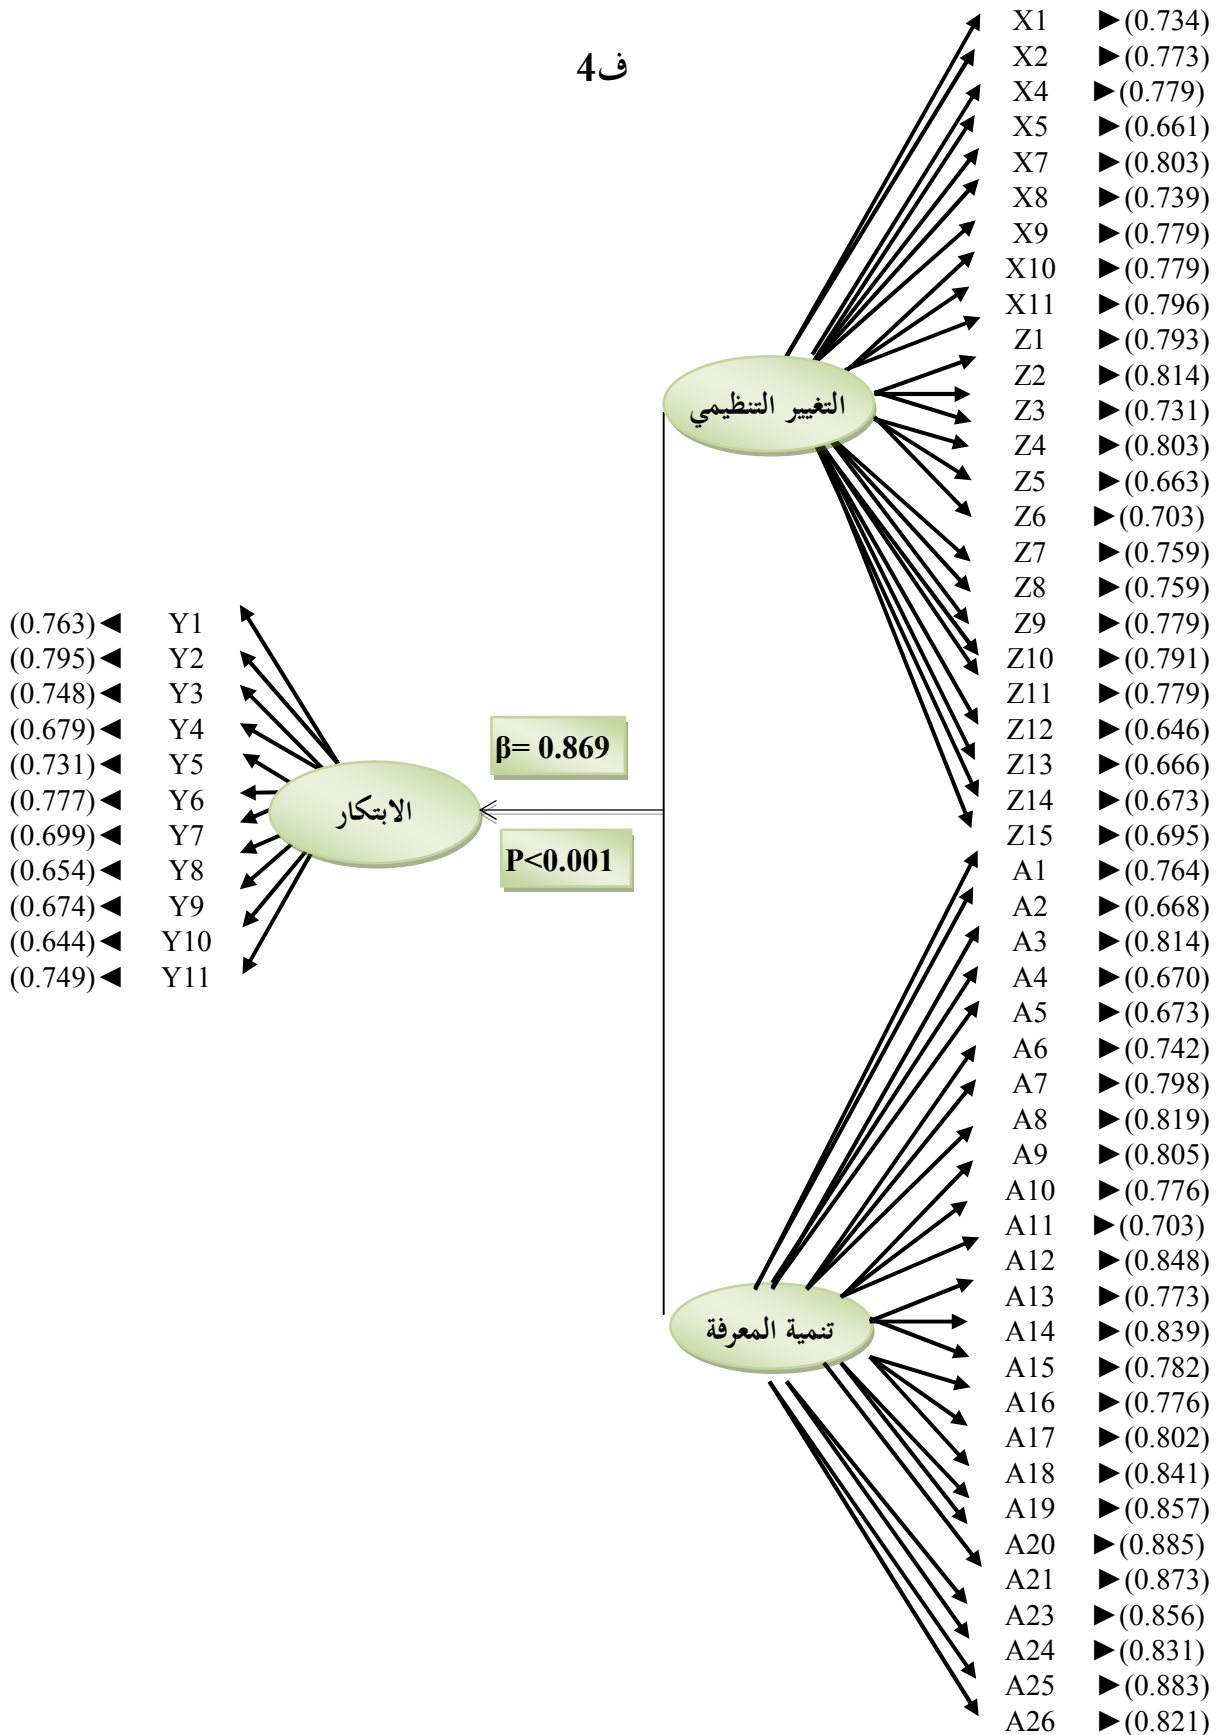 ف4
X1 ►(0.734)
X2 ►(0.773)
X4 ►(0.779)
X5 ►(0.661)
X7 ►(0.803)
X8 ►(0.739)
X9 ►(0.779)
X10 ►(0.779)
X11 ►(0.796)
Z1 ►(0.793)
Z2 ►(0.814)
Z3 ►(0.731)
Z4 ►(0.803)
Z5 ►(0.663)
Z6 ►(0.703)
Z7 ►(0.759)
Z8 ►(0.759)
Z9 ►(0.779)
Z10 ►(0.791)
Z11 ►(0.779)
Z12 ►(0.646)
Z13 ►(0.666)
Z14 ►(0.673)
Z15 ►(0.695)
التغيير التنظيمي
A1 ►(0.764)
A2 ►(0.668)
A3 ►(0.814)
A4 ►(0.670)
A5 ►(0.673)
A6 ►(0.742)
A7 ►(0.798)
A8 ►(0.819)
A9 ►(0.805)
A10 ►(0.776)
A11 ►(0.703)
A12 ►(0.848)
A13 ►(0.773)
A14 ►(0.839)
A15 ►(0.782)
A16 ►(0.776)
A17 ►(0.802)
A18 ►(0.841)
A19 ►(0.857)
A20 ►(0.885)
A21 ►(0.873)
A23 ►(0.856)
A24 ►(0.831)
A25 ►(0.883)
A26 ►(0.821)
تنمية المعرفة
β= 0.869
P<0.001
الابتكار
(0.763)◄ Y1
(0.795)◄ Y2
(0.748)◄ Y3
(0.679)◄ Y4
(0.731)◄ Y5
(0.777)◄ Y6
(0.699)◄ Y7
(0.654)◄ Y8
(0.674)◄ Y9
(0.644)◄ Y10
(0.749)◄ Y11